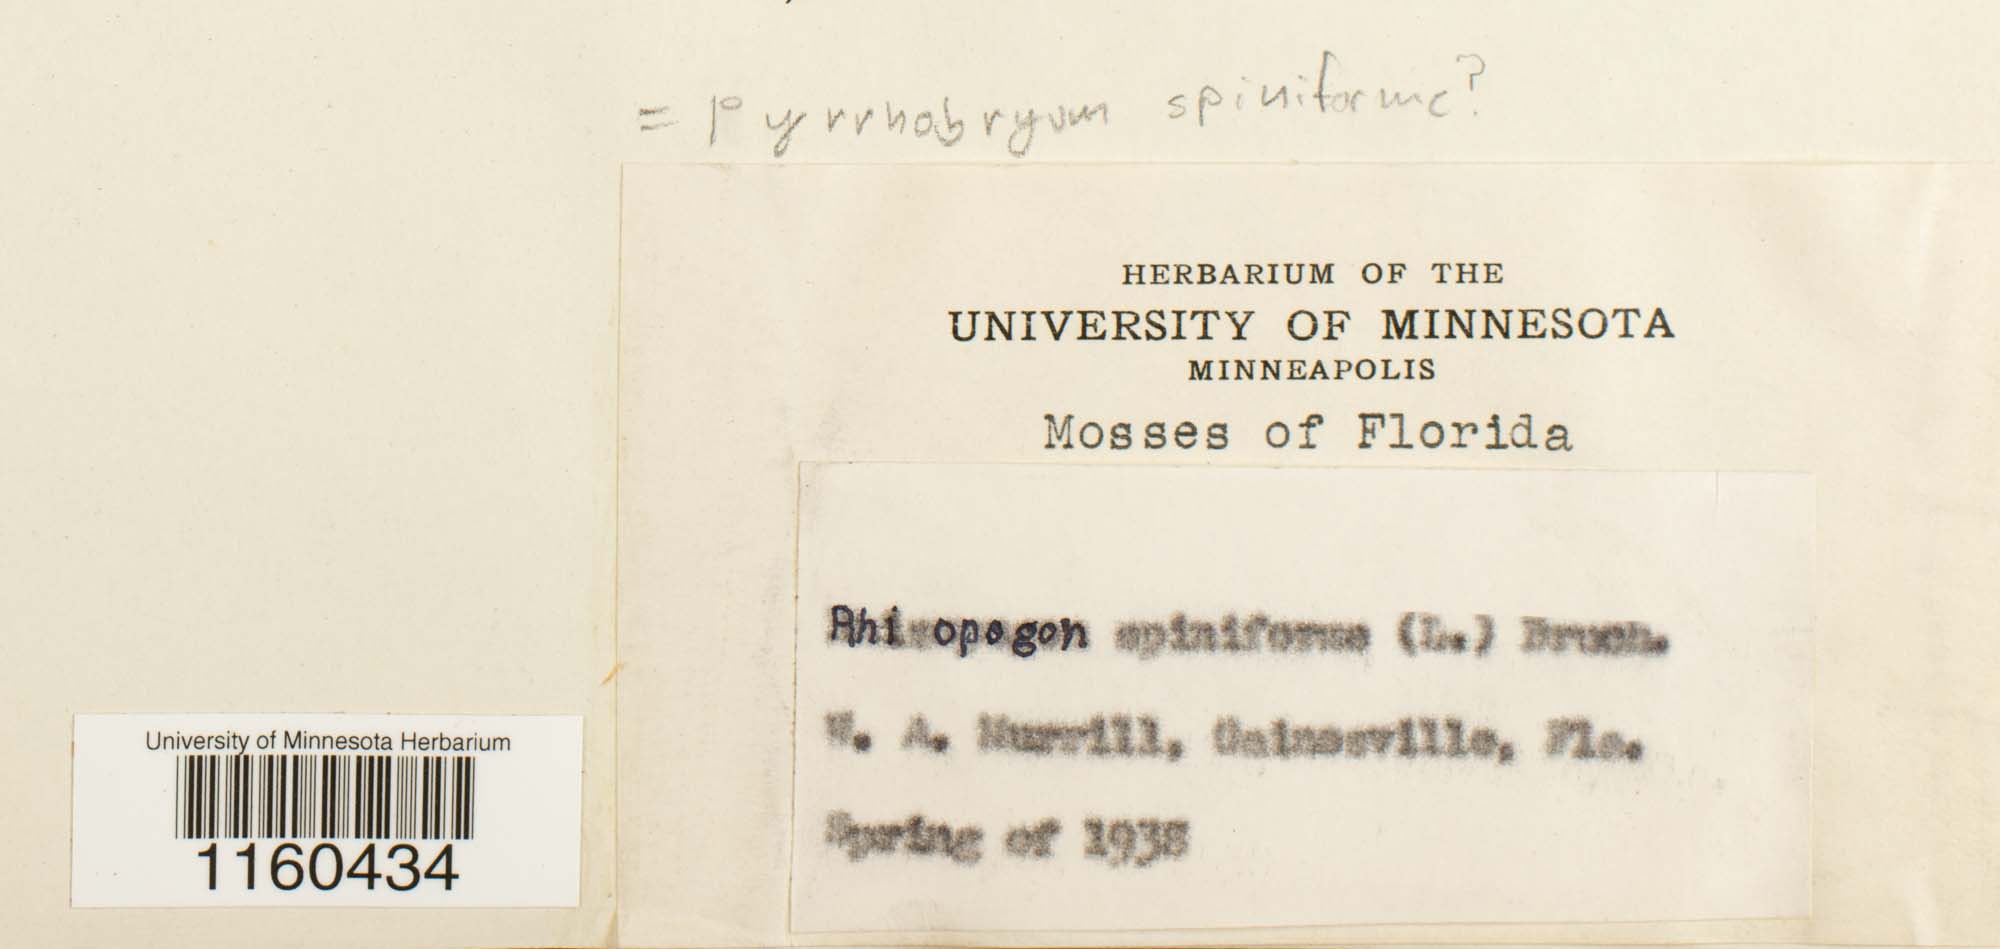 = Pyrrhobryum spiniforme?
HERBARIUM OF THE
UNIVERSITY OF MINNESOTA
MINNEAPOLIS
Mosses of Florida
Rhizopogon spiniforme (L.) Bruch.
W. A. Murrill, Gainesville, Fla.
Spring of 1938
University of Minnesota Herbarium
1160434